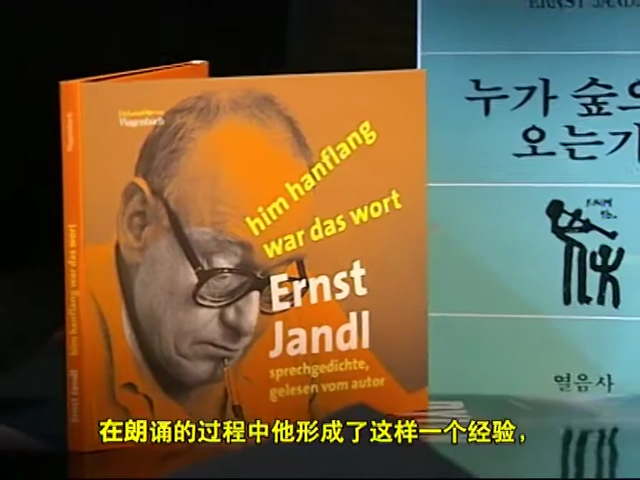 ERNST JANDL
Wagenbach
him hanflang
war das wort
Ernst
Jandl
sprechgedichte,
gelesen vom autor
Ernst Jandl him hanflang war das wort
Wagenbach
누가 숲으
오는가
열음사
在朗诵的过程中他形成了这样一个经验，